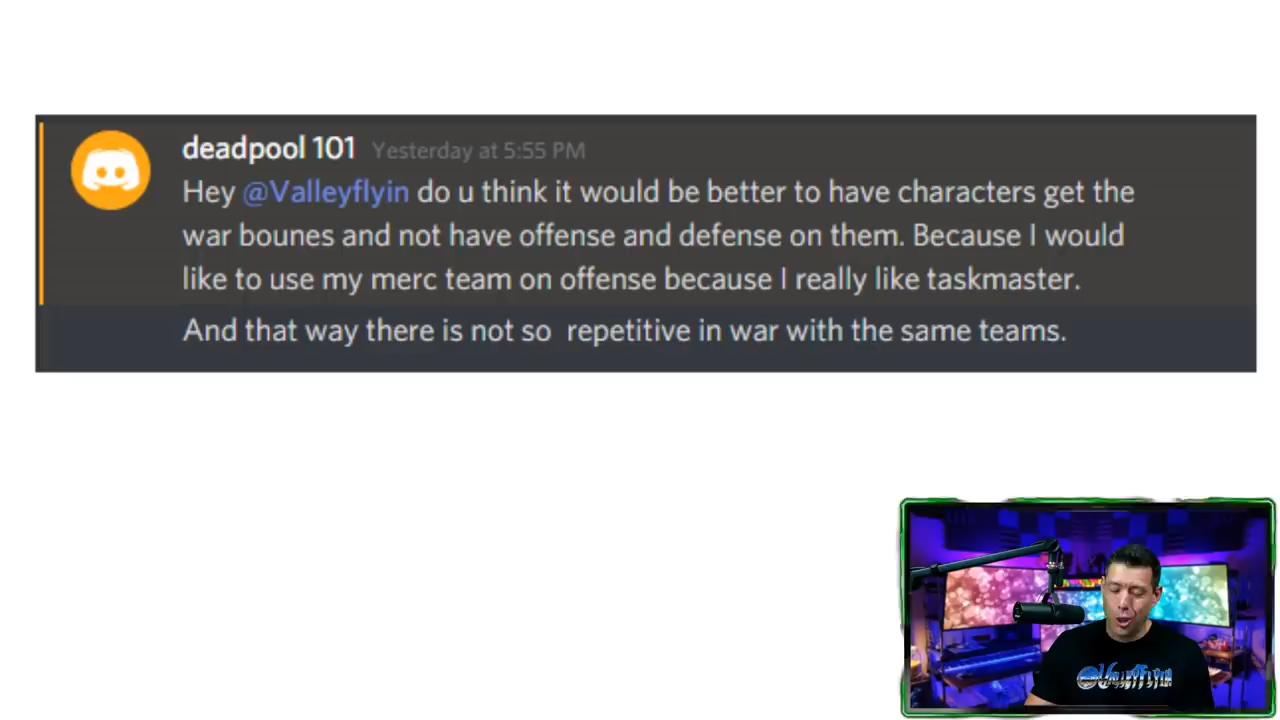 deadpool 101 Yesterday at 5:55 PM
Hey @Valleyflyin do u think it would be better to have characters get the
war bounes and not have offense and defense on them. Because I would
like to use my merc team on offense because I really like taskmaster.
And that way there is not so  repetitive in war with the same teams.
VALLEYFLYIN